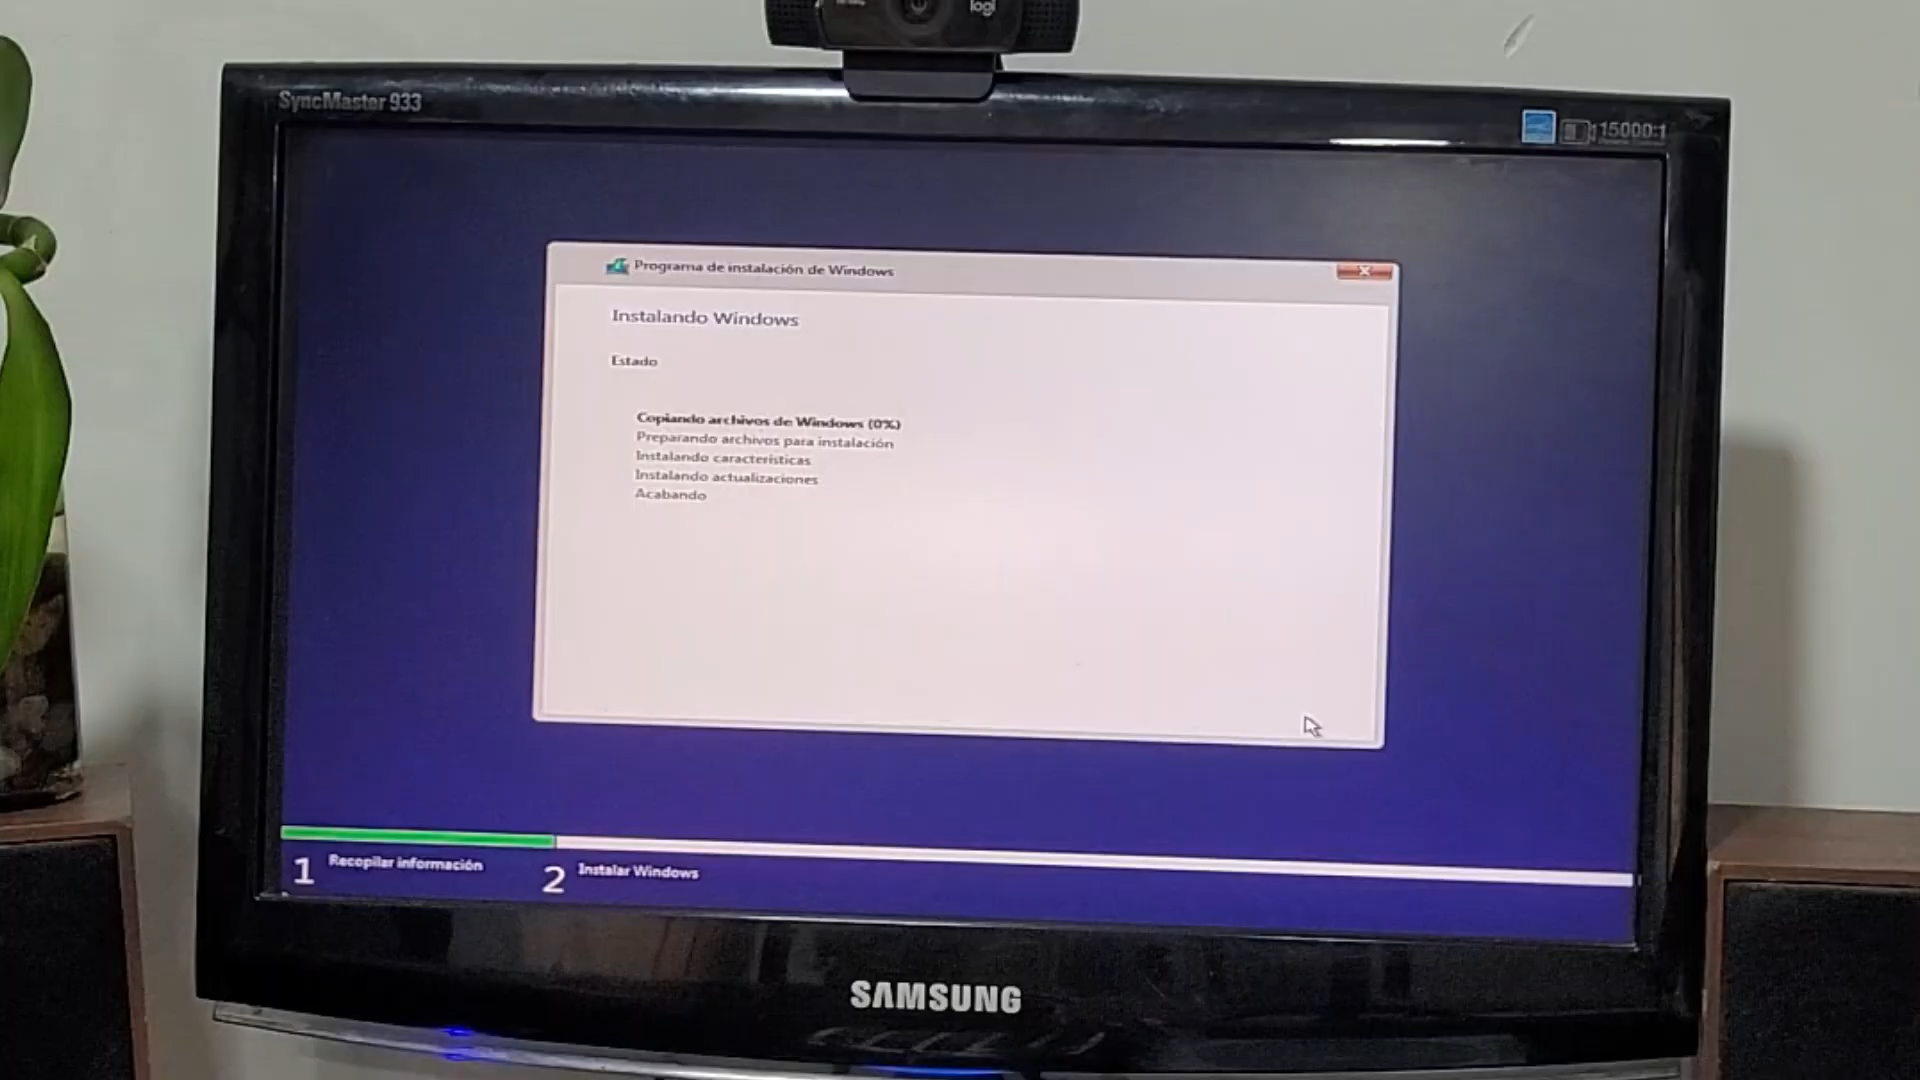 logi
SyncMaster 933
15000:1
Programa de instalación de Windows
Instalando Windows
Estado
Copiando archivos de Windows (0%)
Preparando archivos para instalación
Instalando características
Instalando actualizaciones
Acabando
1 Recopilar información
2 Instalar Windows
SAMSUNG